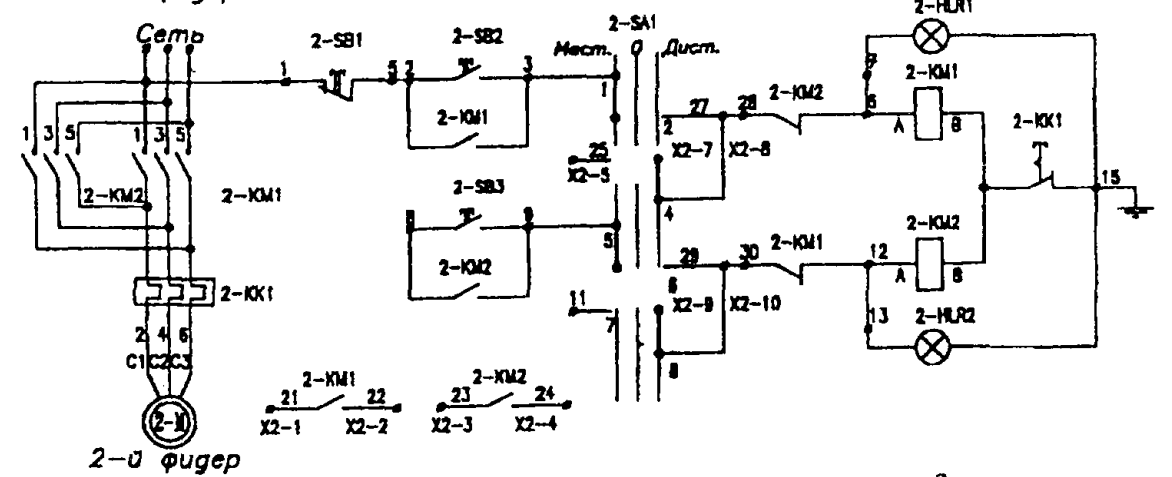 Сеть
2-SB1
2-SB2
2-SA1
Мест. 0 Дист.
2-HLR1
1 5 2 3 1
7
2-KM1
2-KM1
27 28 2-KM2 6
A B
2-KK1
1 3 5 1 3 5
2
25
X2-5
X2-7 X2-8
15
2-KM2 2-KM1
2-SB3
4
9
5
2-KM2
2-KM2
29 30 2-KM1 12
A B
2-KK1
6
11
X2-9 X2-10
13
2-HLR2
7
2 4 6
8
C1 C2 C3
2-KM1
21 22
X2-1 X2-2
2-KM2
23 24
X2-3 X2-4
2-й фидер